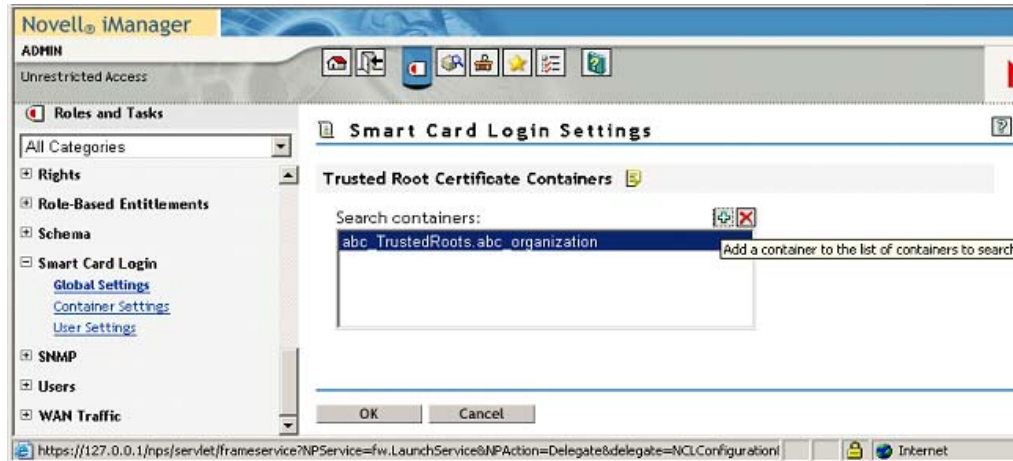 Novell® iManager
ADMIN
Unrestricted Access
Roles and Tasks
All Categories
Rights
Role-Based Entitlements
Schema
Smart Card Login
Global Settings
Container Settings
User Settings
SNMP
Users
WAN Traffic
Smart Card Login Settings
Trusted Root Certificate Containers
Search containers:
abc_TrustedRoots.abc_organization
Add a container to the list of containers to search
OK Cancel
https://127.0.0.1/nps/servlet/frameservice?NPService=fw.LaunchService&NPAction=Delegate&delegate=NCLConfigurationI
Internet